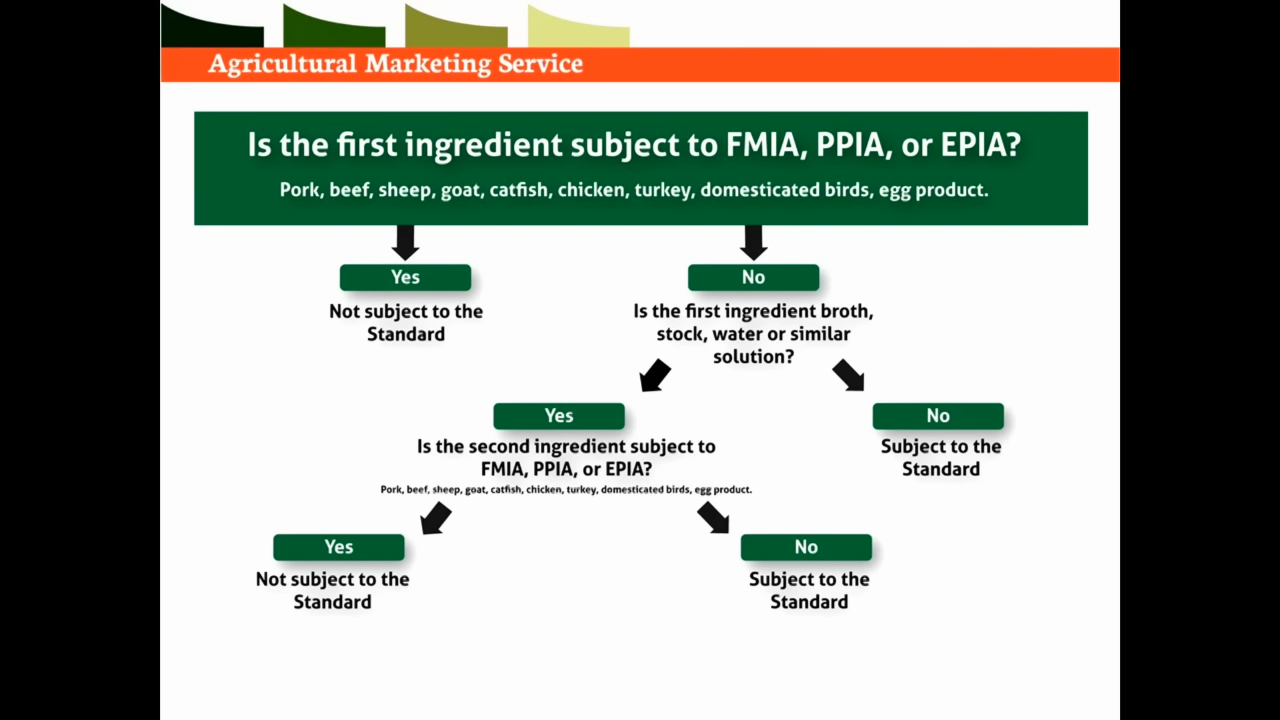 Agricultural Marketing Service
Is the first ingredient subject to FMIA, PPIA, or EPIA?
Pork, beef, sheep, goat, catfish, chicken, turkey, domesticated birds, egg product.
Yes
Not subject to the
Standard
No
Is the first ingredient broth,
stock, water or similar
solution?
Yes
Is the second ingredient subject to
FMIA, PPIA, or EPIA?
Pork, beef, sheep, goat, catfish, chicken, turkey, domesticated birds, egg product.
No
Subject to the
Standard
Yes
Not subject to the
Standard
No
Subject to the
Standard